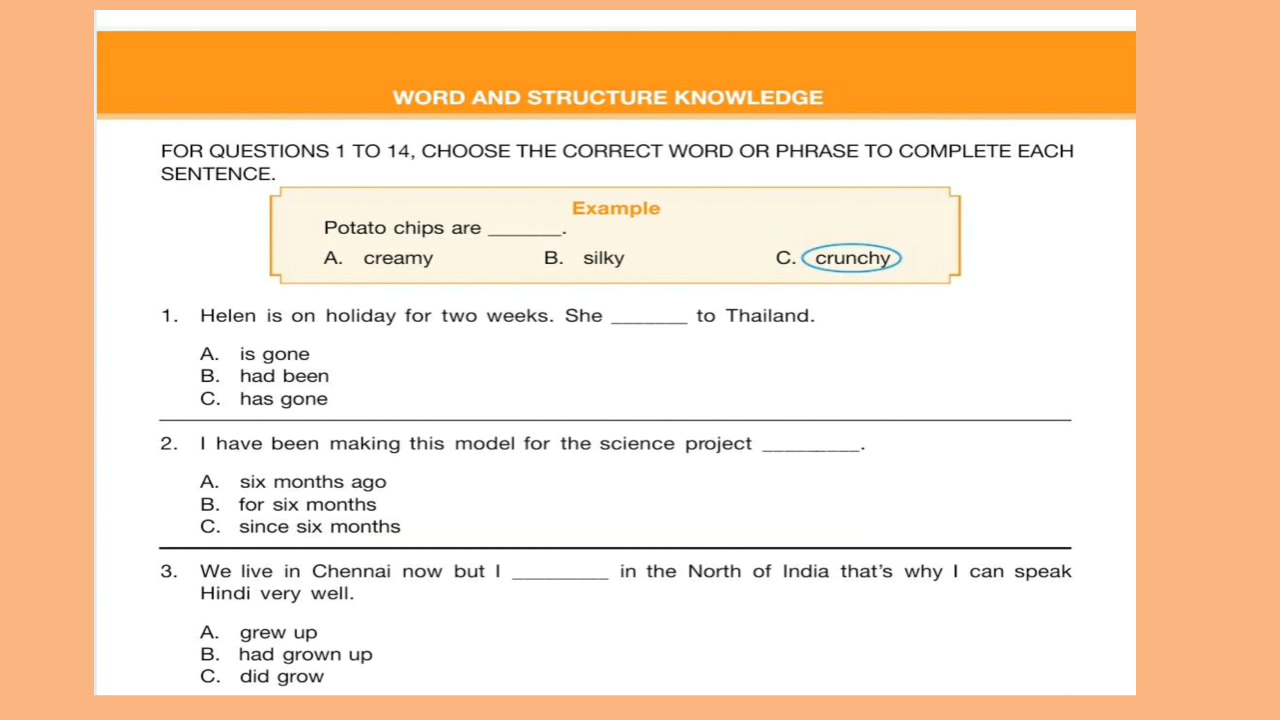 WORD AND STRUCTURE KNOWLEDGE
FOR QUESTIONS 1 TO 14, CHOOSE THE CORRECT WORD OR PHRASE TO COMPLETE EACH
SENTENCE.
Example
Potato chips are _______.
A. creamy B. silky C. crunchy
1. Helen is on holiday for two weeks. She _______ to Thailand.
A. is gone
B. had been
C. has gone
2. I have been making this model for the science project _________.
A. six months ago
B. for six months
C. since six months
3. We live in Chennai now but I _________ in the North of India that's why I can speak
Hindi very well.
A. grew up
B. had grown up
C. did grow